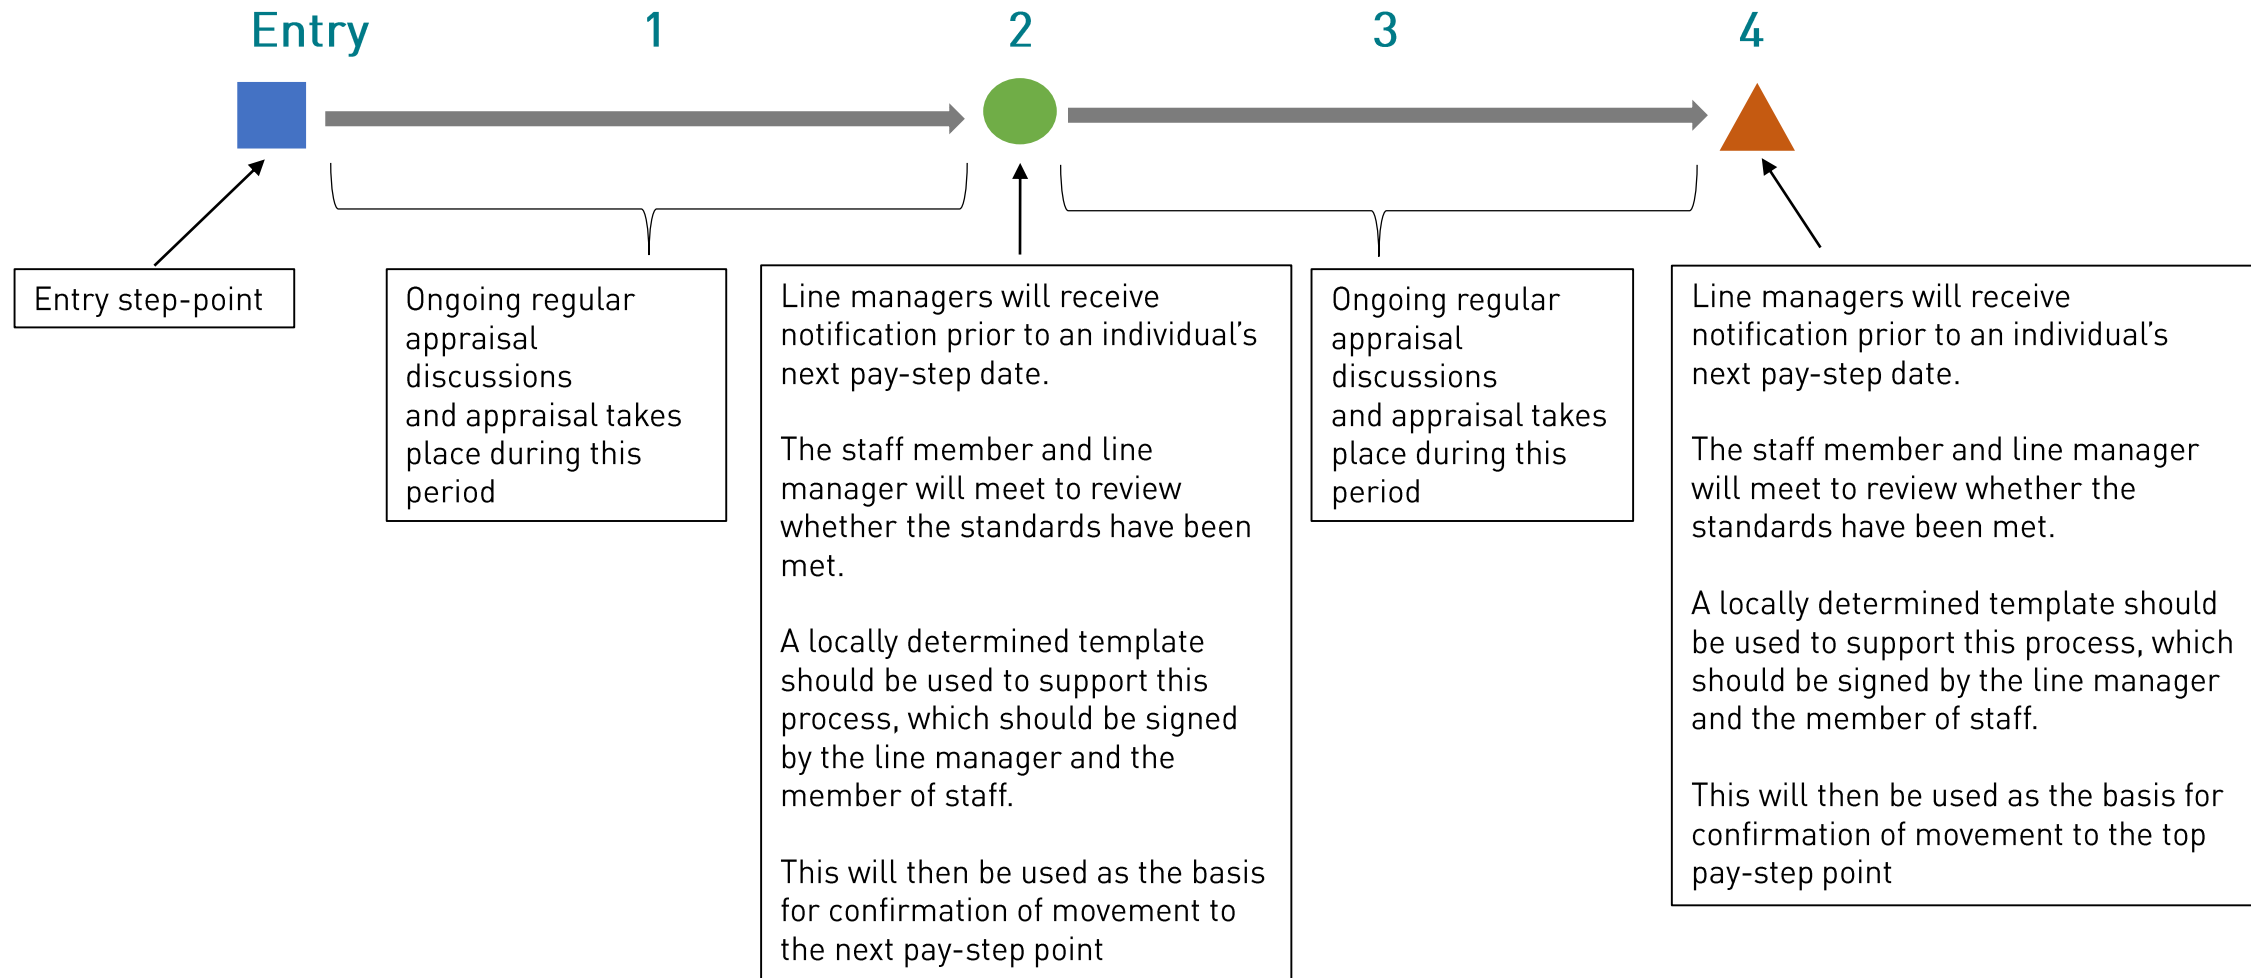 Entry
1
2
3
4
Entry step-point
Ongoing regular
appraisal
discussions
and appraisal takes
place during this
period
Line managers will receive
notification prior to an individual’s
next pay-step date.
The staff member and line
manager will meet to review
whether the standards have been
met.
A locally determined template
should be used to support this
process, which should be signed
by the line manager and the
member of staff.
This will then be used as the basis
for confirmation of movement to
the next pay-step point
Ongoing regular
appraisal
discussions
and appraisal takes
place during this
period
Line managers will receive
notification prior to an individual’s
next pay-step date.
The staff member and line manager
will meet to review whether the
standards have been met.
A locally determined template should
be used to support this process, which
should be signed by the line manager
and the member of staff.
This will then be used as the basis for
confirmation of movement to the top
pay-step point